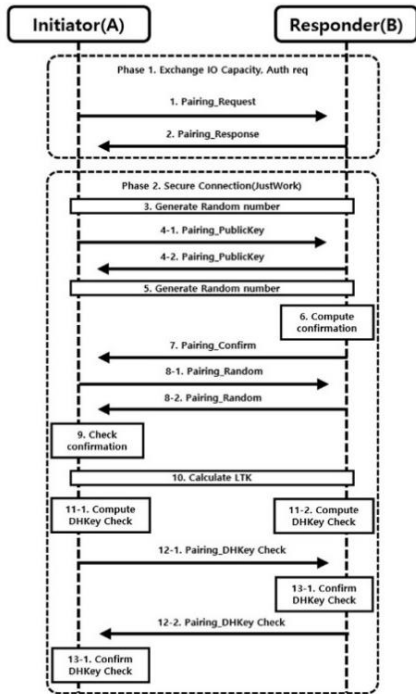 Initiator(A)
Responder(B)
Phase 1. Exchange IO Capacity. Auth req
1. Pairing_Request
2. Pairing_Response
Phase 2. Secure Connection(JustWork)
3. Generate Random number
4-1. Pairing_PublicKey
4-2. Pairing_PublicKey
5. Generate Random number
6. Compute
confirmation
7. Pairing_Confirm
8-1. Pairing_Random
8-2. Pairing_Random
9. Check
confirmation
10. Calculate LTK
11-1. Compute
DHKey Check
11-2. Compute
DHKey Check
12-1. Pairing_DHKey Check
13-1. Confirm
DHKey Check
12-2. Pairing_DHKey Check
13-1. Confirm
DHKey Check